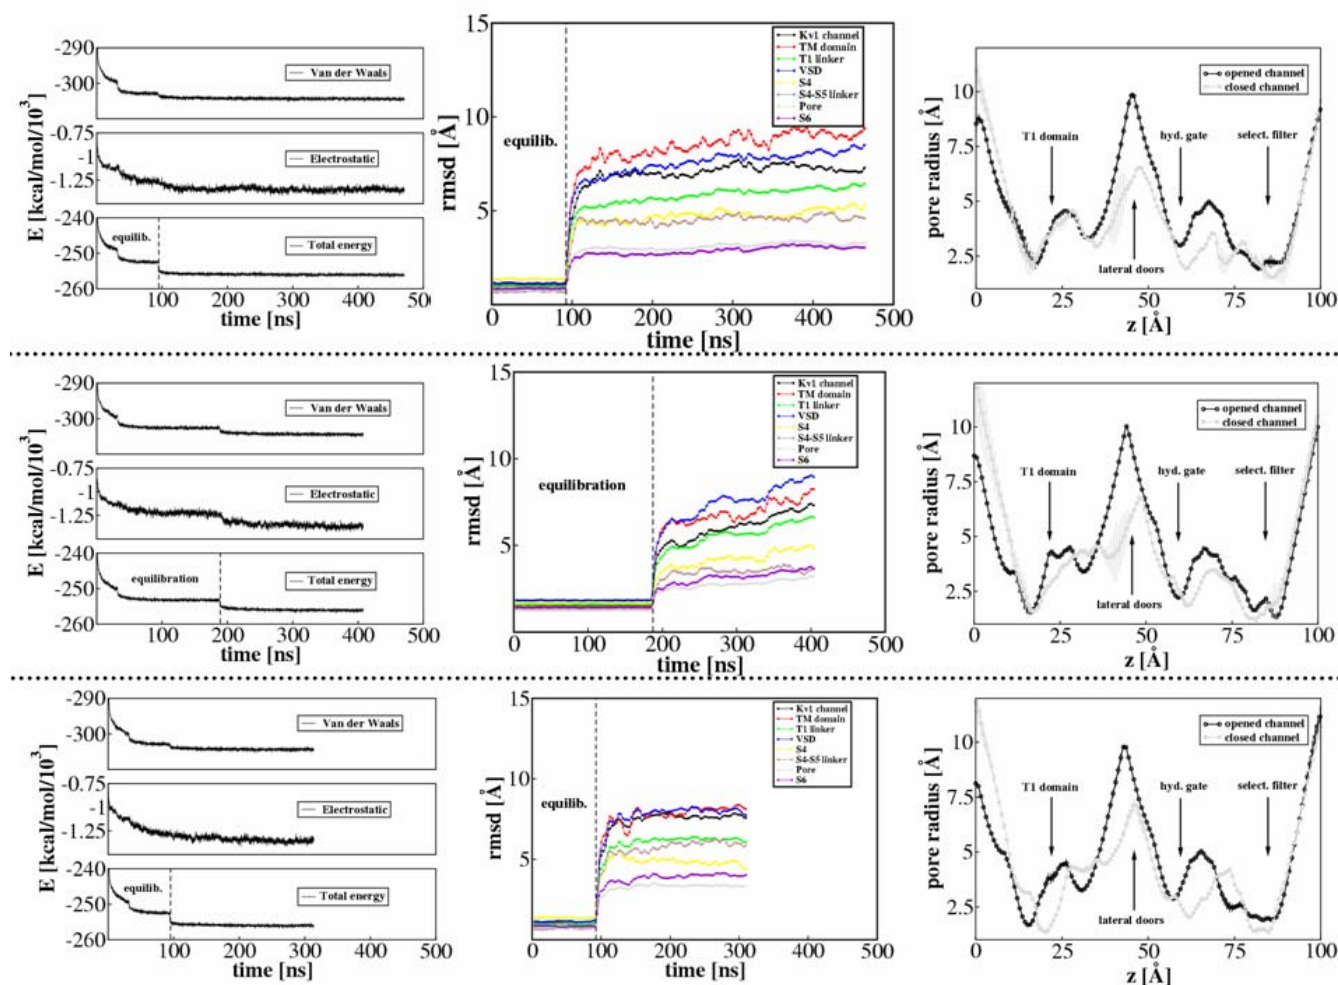 -290
-300
Van der Waals
-0.75
-1
-1.25
Electrostatic
-240
-250
-260
equilib.
Total energy
E [kcal/mol/10³]
0 100 200 300 400 500
time [ns]
15
10
5
rmsd [Å]
equilib.
Kv1 channel
TM domain
T1 linker
VSD
S4
S4-S5 linker
Pore
S6
0 100 200 300 400 500
time [ns]
10
7.5
5
2.5
pore radius [Å]
opened channel
closed channel
T1 domain
hyd. gate
select. filter
lateral doors
0 25 50 75 100
z [Å]
-290
-300
Van der Waals
-0.75
-1
-1.25
Electrostatic
-240
-250
-260
equilibration
Total energy
E [kcal/mol/10³]
0 100 200 300 400 500
time [ns]
15
10
5
rmsd [Å]
equilibration
Kv1 channel
TM domain
T1 linker
VSD
S4
S4-S5 linker
Pore
S6
0 100 200 300 400 500
time [ns]
10
7.5
5
2.5
pore radius [Å]
opened channel
closed channel
T1 domain
hyd. gate
select. filter
lateral doors
0 25 50 75 100
z [Å]
-290
-300
Van der Waals
-0.75
-1
-1.25
Electrostatic
-240
-250
-260
equilib.
Total energy
E [kcal/mol/10³]
0 100 200 300 400 500
time [ns]
15
10
5
0
rmsd [Å]
equilib.
Kv1 channel
TM domain
T1 linker
VSD
S4
S4-S5 linker
Pore
S6
0 100 200 300 400 500
time [ns]
10
7.5
5
2.5
pore radius [Å]
opened channel
closed channel
T1 domain
hyd. gate
select. filter
lateral doors
0 25 50 75 100
z [Å]